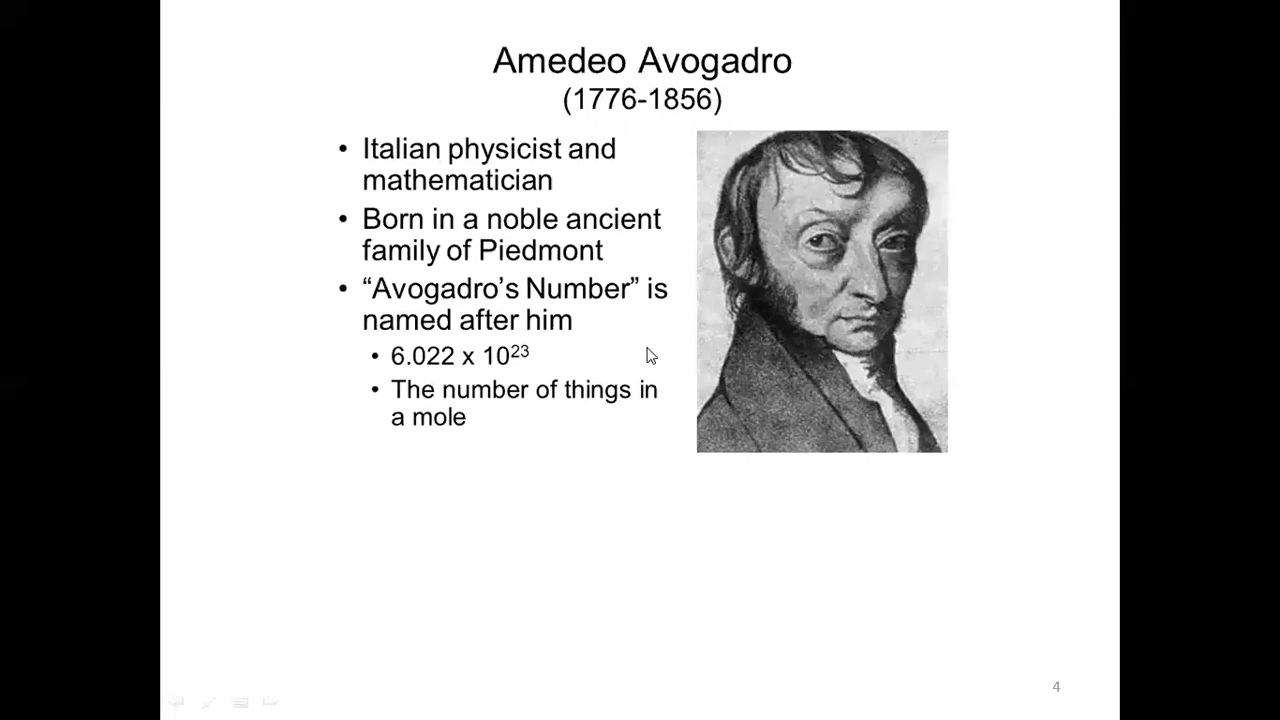 Amedeo Avogadro
(1776-1856)
• Italian physicist and
mathematician
• Born in a noble ancient
family of Piedmont
• “Avogadro’s Number” is
named after him
• 6.022 x 10²³
• The number of things in
a mole
4